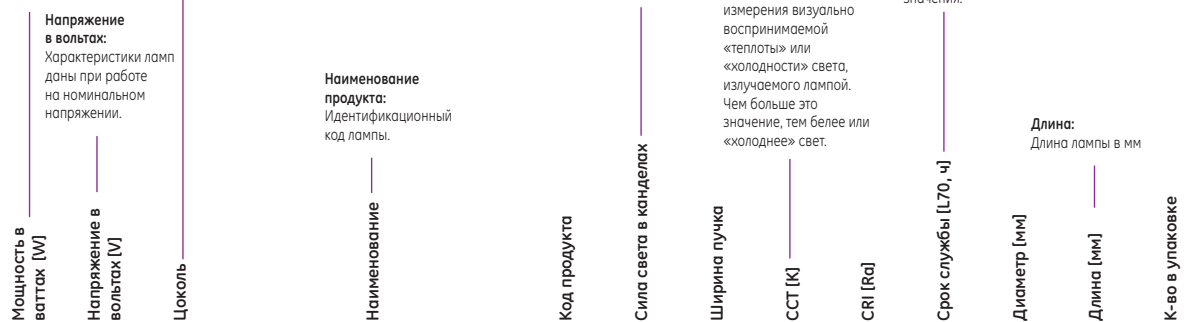 Напряжение
в вольтах:
Характеристики ламп
даны при работе
на номинальном
напряжении.
Наименование
продукта:
Идентификационный
код лампы.
измерения визуально
воспринимаемой
«теплоты» или
«холодности» света,
излучаемого лампой.
Чем больше это
значение, тем белее или
«холоднее» свет.
значения.
Длина:
Длина лампы в мм
Мощность в
ваттах [W]
Напряжение в
вольтах [V]
Цоколь
Наименование
Код продукта
Сила света в канделах
Ширина пучка
CCT [K]
CRI [Ra]
Срок службы [L70, ч]
Диаметр [мм]
Длина [мм]
К-во в упаковке